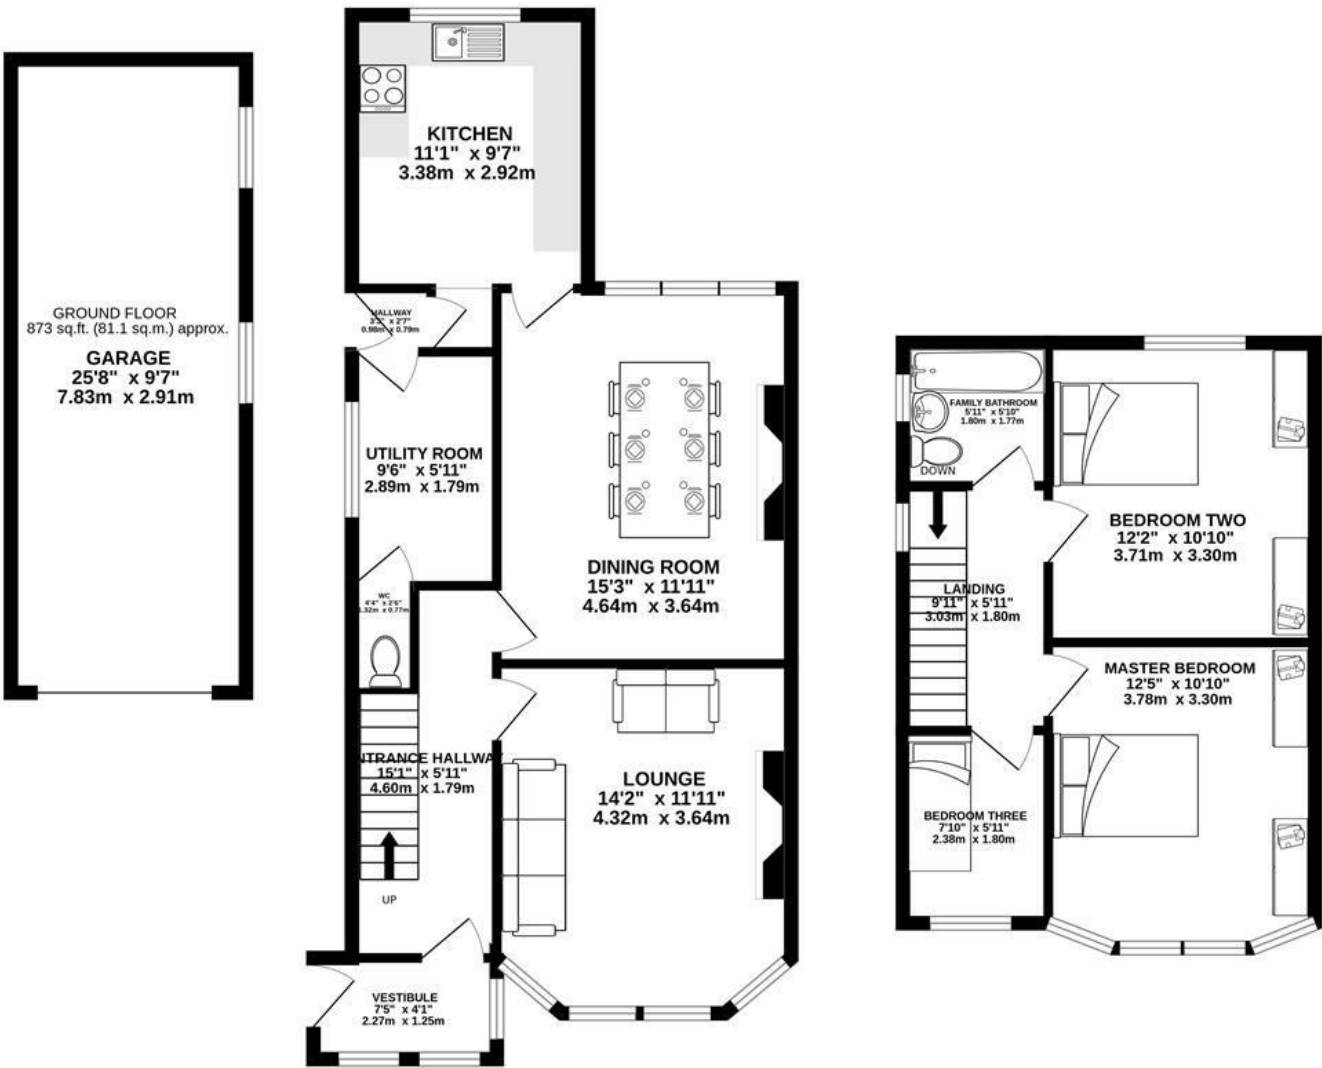 KITCHEN
11'1" x 9'7"
3.38m x 2.92m
GROUND FLOOR
873 sq.ft. (81.1 sq.m.) approx.
GARAGE
25'8" x 9'7"
7.83m x 2.91m
HALLWAY
3'3" x 2'7"
0.98m x 0.79m
UTILITY ROOM
9'6" x 5'11"
2.89m x 1.79m
WC
4'4" x 2'6"
1.32m x 0.77m
DINING ROOM
15'3" x 11'11"
4.64m x 3.64m
ENTRANCE HALLWAY
15'1" x 5'11"
4.60m x 1.79m
UP
LOUNGE
14'2" x 11'11"
4.32m x 3.64m
VESTIBULE
7'5" x 4'1"
2.27m x 1.25m
FAMILY BATHROOM
5'11" x 5'10"
1.80m x 1.77m
DOWN
BEDROOM TWO
12'2" x 10'10"
3.71m x 3.30m
LANDING
9'11" x 5'11"
3.03m x 1.80m
MASTER BEDROOM
12'5" x 10'10"
3.78m x 3.30m
BEDROOM THREE
7'10" x 5'11"
2.38m x 1.80m